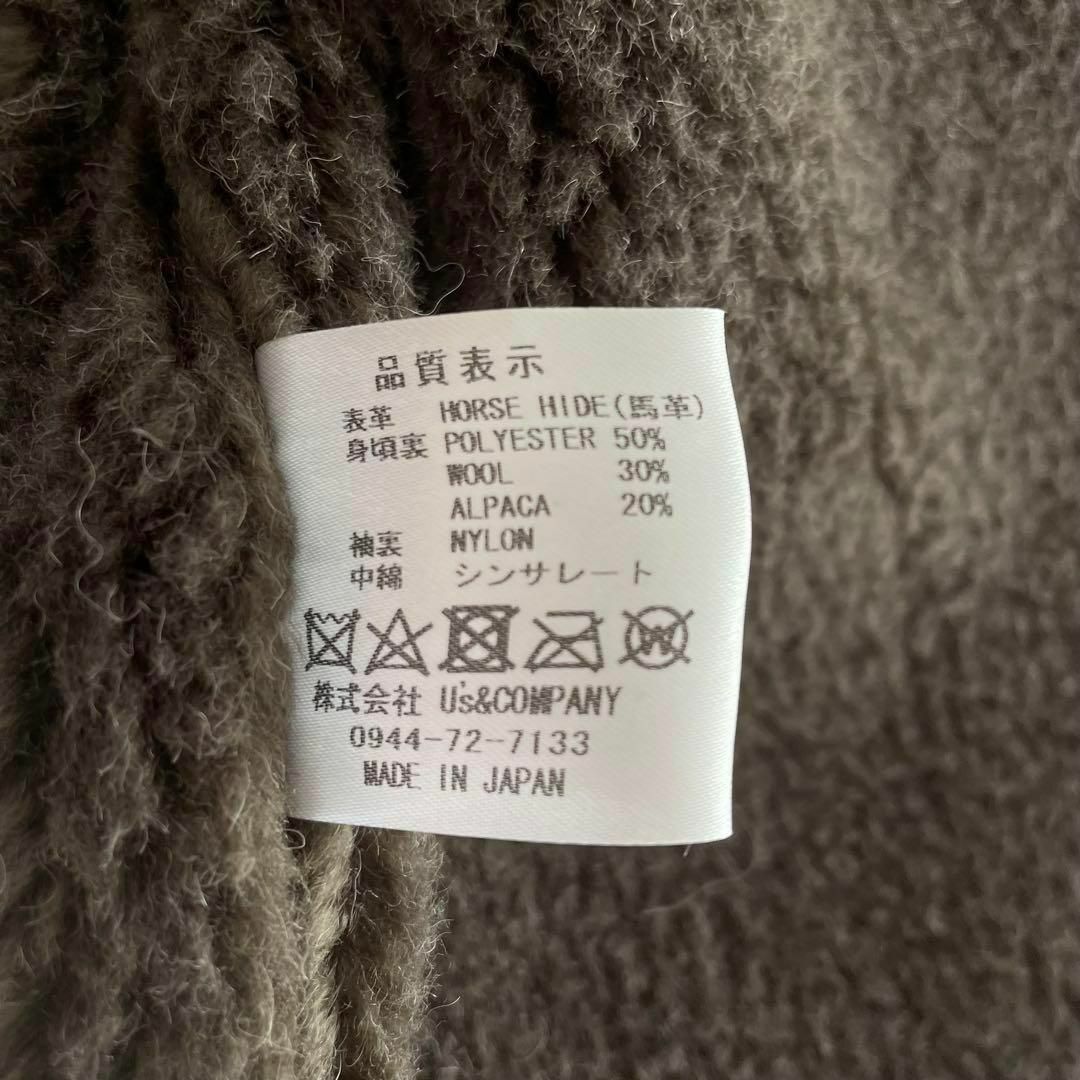 品質表示
表革 HORSE HIDE(馬革)
身頃裏 POLYESTER 50%
WOOL 30%
ALPACA 20%
袖裏 NYLON
中綿 シンサレート
W
株式会社 U's&COMPANY
0944-72-7133
MADE IN JAPAN